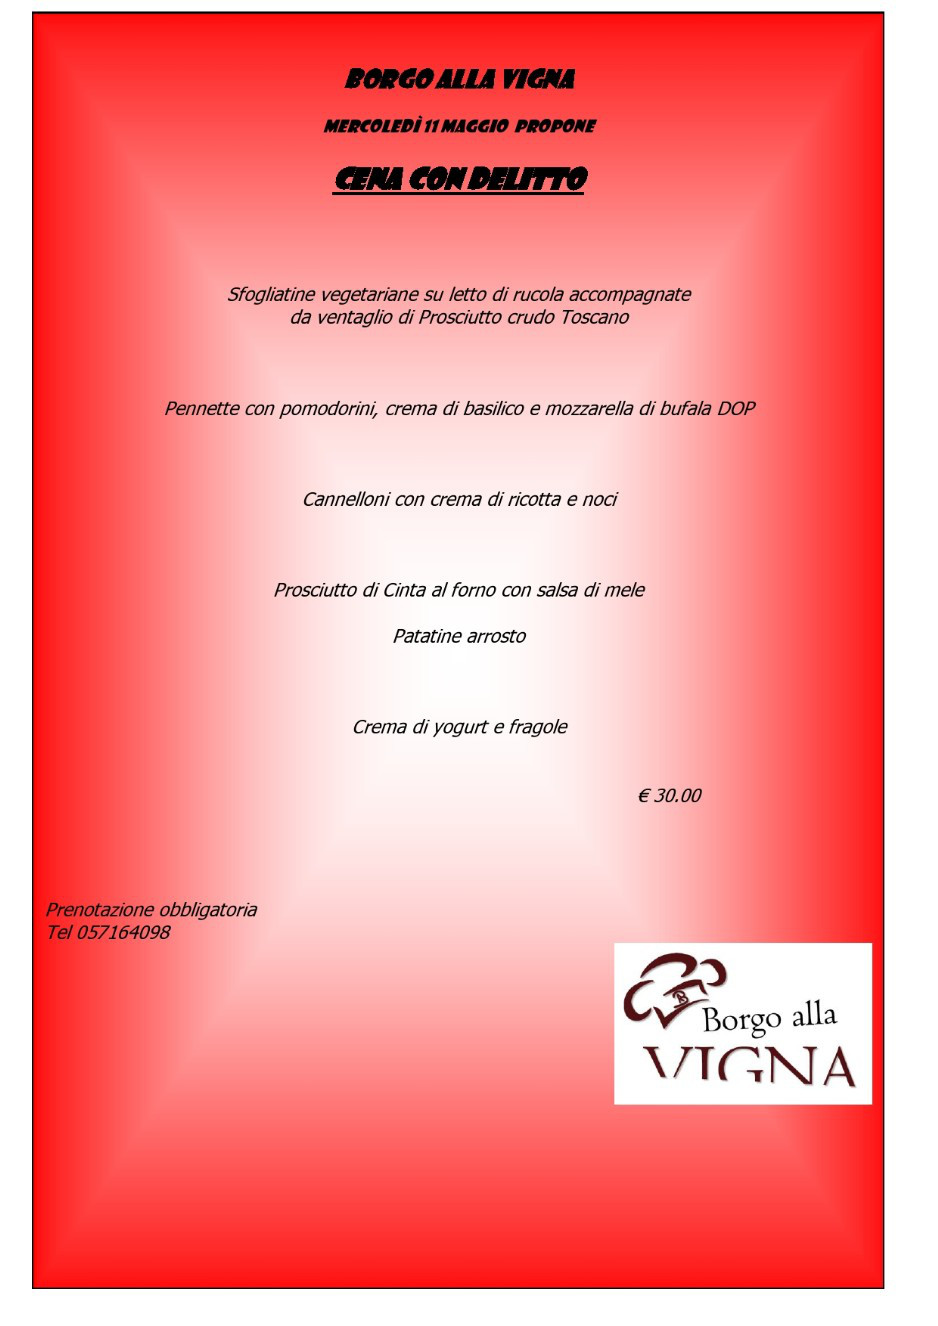 BORGO ALLA VIGNA
MERCOLEDÌ 11 MAGGIO PROPONE
CENA CON DELITTO
Sfogliatine vegetariane su letto di rucola accompagnate
da ventaglio di Prosciutto crudo Toscano
Pennette con pomodorini, crema di basilico e mozzarella di bufala DOP
Cannelloni con crema di ricotta e noci
Prosciutto di Cinta al forno con salsa di mele
Patatine arrosto
Crema di yogurt e fragole
€ 30.00
Prenotazione obbligatoria
Tel 057164098
B
Borgo alla
VIGNA